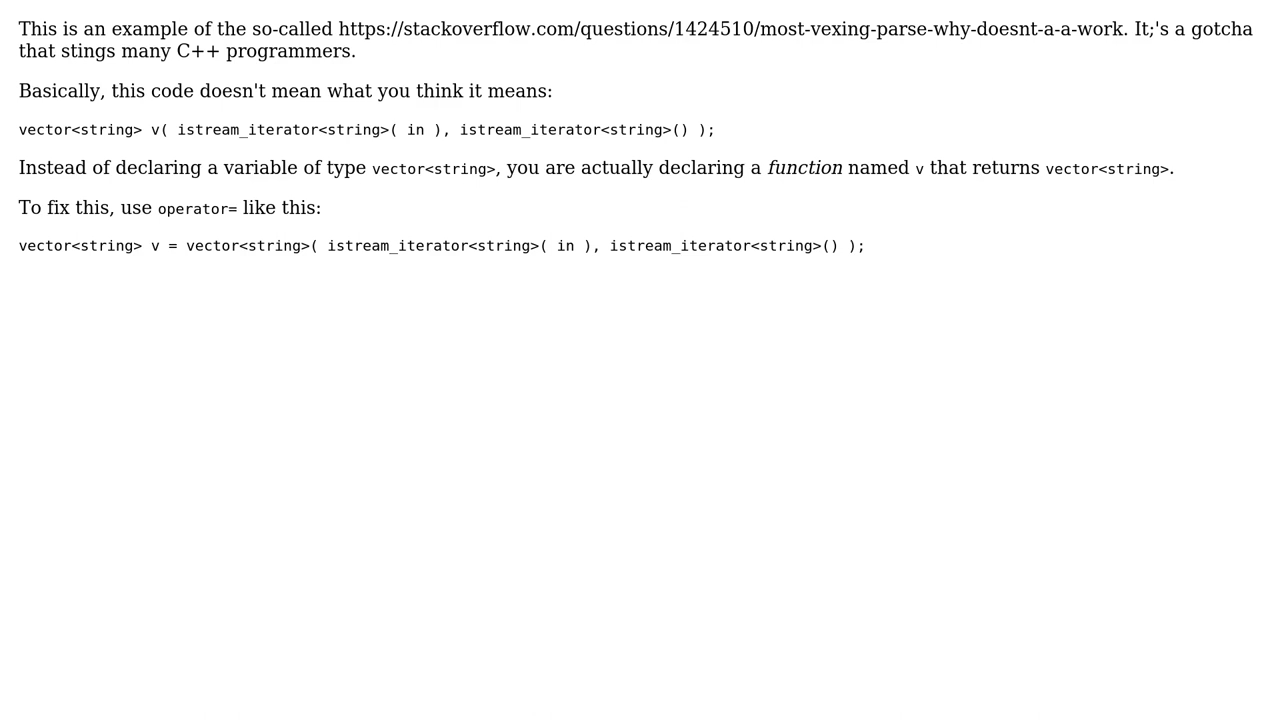 This is an example of the so-called https://stackoverflow.com/questions/1424510/most-vexing-parse-why-doesnt-a-a-work. It;'s a gotcha
that stings many C++ programmers.
Basically, this code doesn't mean what you think it means:
vector<string> v( istream_iterator<string>( in ), istream_iterator<string>() );
Instead of declaring a variable of type vector<string>, you are actually declaring a function named v that returns vector<string>.
To fix this, use operator= like this:
vector<string> v = vector<string>( istream_iterator<string>( in ), istream_iterator<string>() );